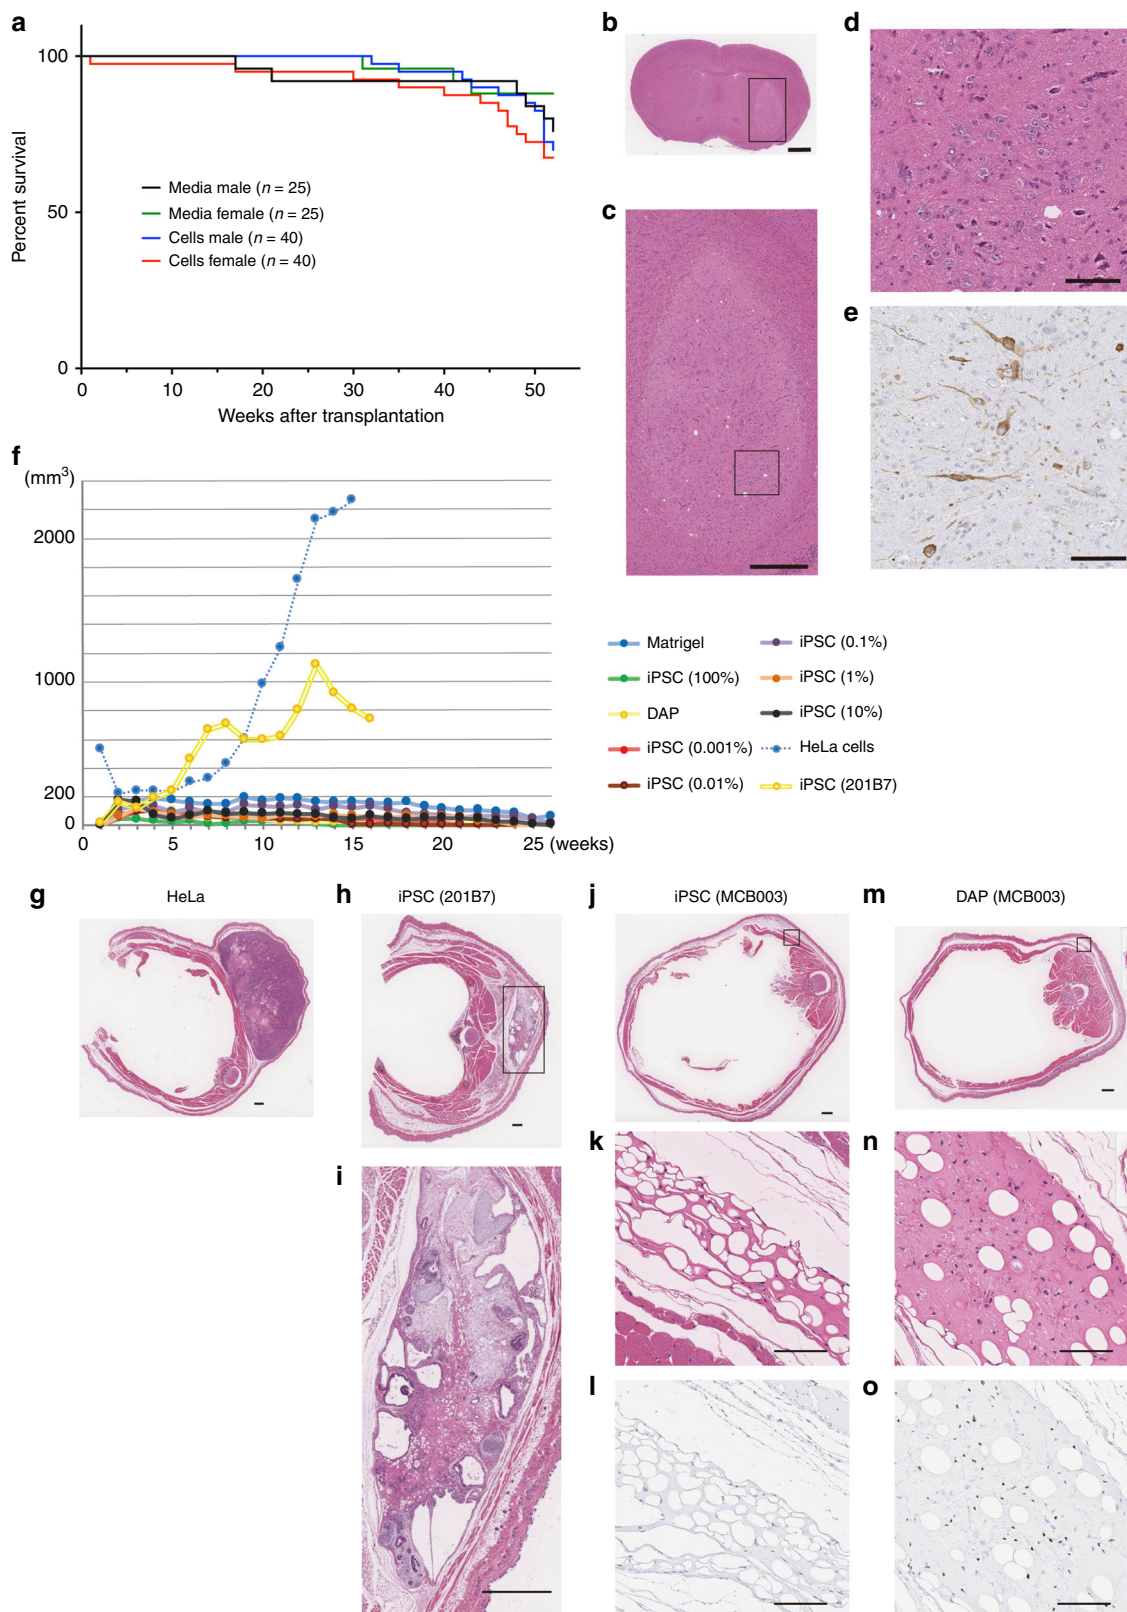 a
100
50
0
Percent survival
Media male (n = 25)
Media female (n = 25)
Cells male (n = 40)
Cells female (n = 40)
0 10 20 30 40 50
Weeks after transplantation
b
c
d
e
f
(mm3)
2000
1000
200
0
0 5 10 15 20 25 (weeks)
Matrigel
iPSC (100%)
DAP
iPSC (0.001%)
iPSC (0.01%)
iPSC (0.1%)
iPSC (1%)
iPSC (10%)
HeLa cells
iPSC (201B7)
g HeLa
h iPSC (201B7)
j iPSC (MCB003)
m DAP (MCB003)
k
n
i
l
o